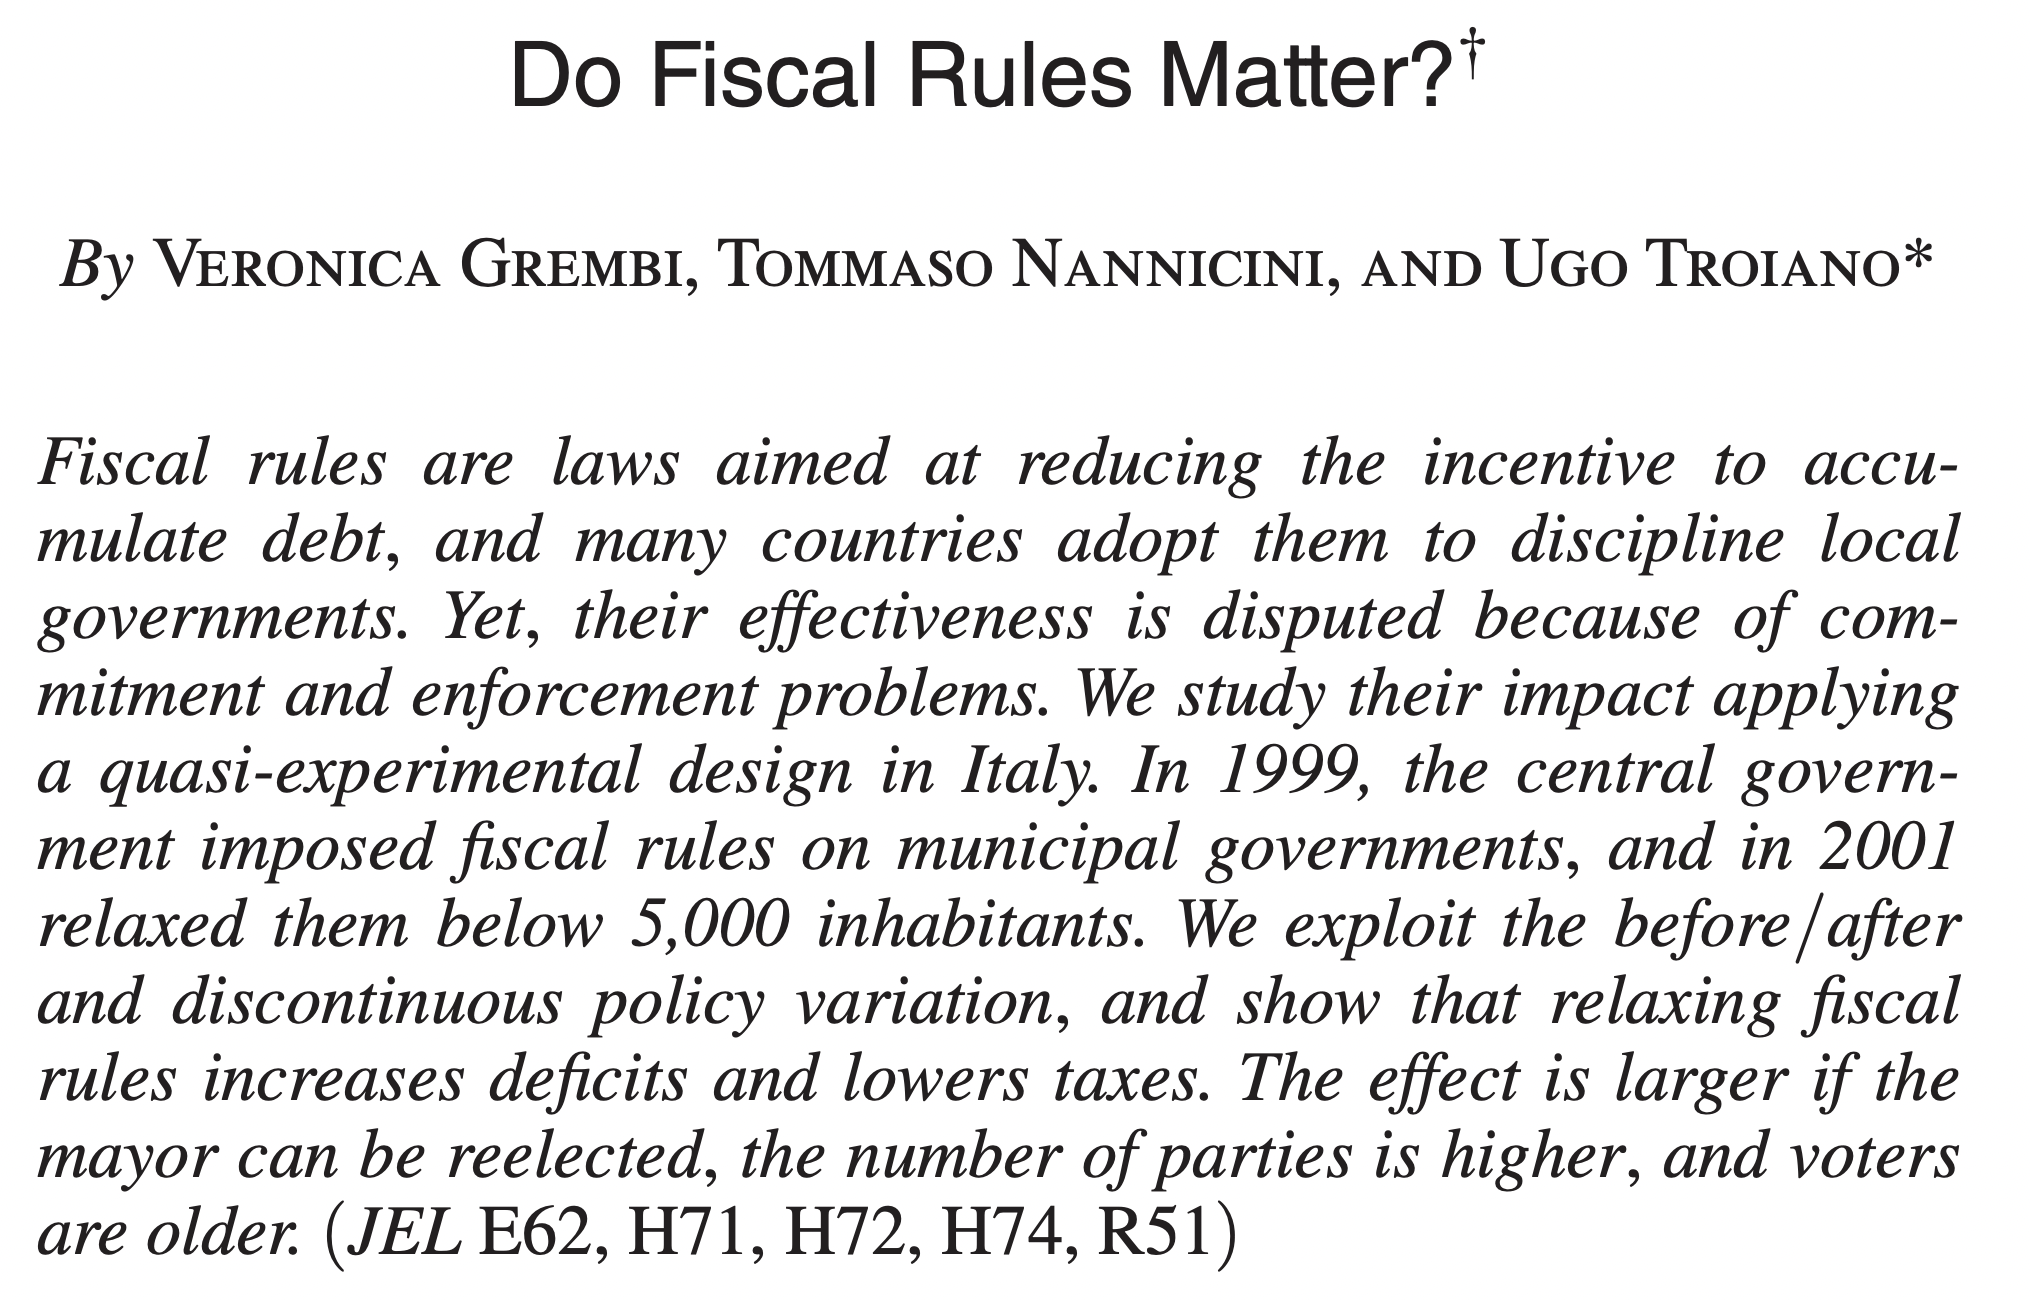 Do Fiscal Rules Matter?†
By Veronica Grembi, Tommaso Nannicini, and Ugo Troiano*
Fiscal rules are laws aimed at reducing the incentive to accu-
mulate debt, and many countries adopt them to discipline local
governments. Yet, their effectiveness is disputed because of com-
mitment and enforcement problems. We study their impact applying
a quasi-experimental design in Italy. In 1999, the central govern-
ment imposed fiscal rules on municipal governments, and in 2001
relaxed them below 5,000 inhabitants. We exploit the before/after
and discontinuous policy variation, and show that relaxing fiscal
rules increases deficits and lowers taxes. The effect is larger if the
mayor can be reelected, the number of parties is higher, and voters
are older. (JEL E62, H71, H72, H74, R51)